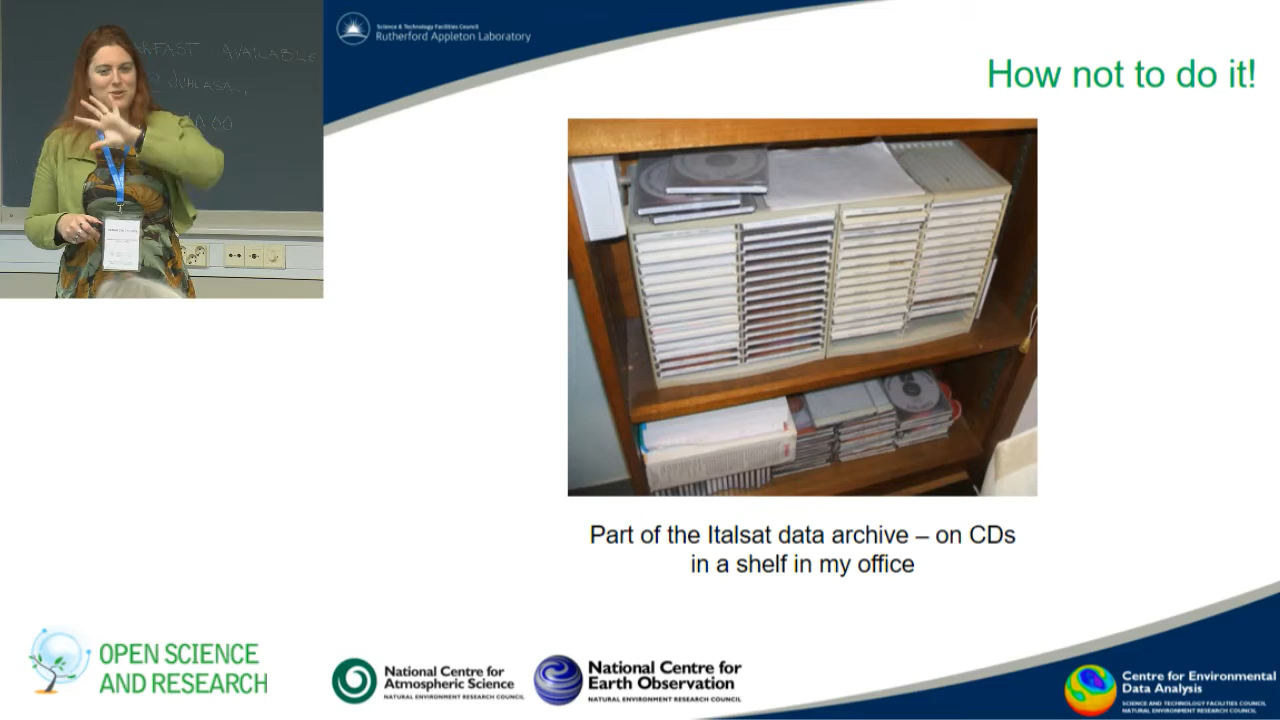 AVAILABLE
Science & Technology Facilities Council
Rutherford Appleton Laboratory
How not to do it!
Part of the Italsat data archive – on CDs
in a shelf in my office
OPEN SCIENCE
AND RESEARCH
National Centre for
Atmospheric Science
NATURAL ENVIRONMENT RESEARCH COUNCIL
National Centre for
Earth Observation
NATURAL ENVIRONMENT RESEARCH COUNCIL
Centre for Environmental
Data Analysis
SCIENCE AND TECHNOLOGY FACILITIES COUNCIL
NATURAL ENVIRONMENT RESEARCH COUNCIL